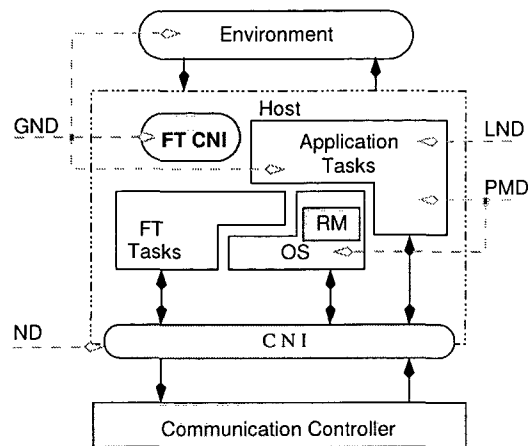 Environment
Host
GND
FT CNI
Application
Tasks
LND
PMD
RM
FT
Tasks
OS
ND
CNI
Communication Controller